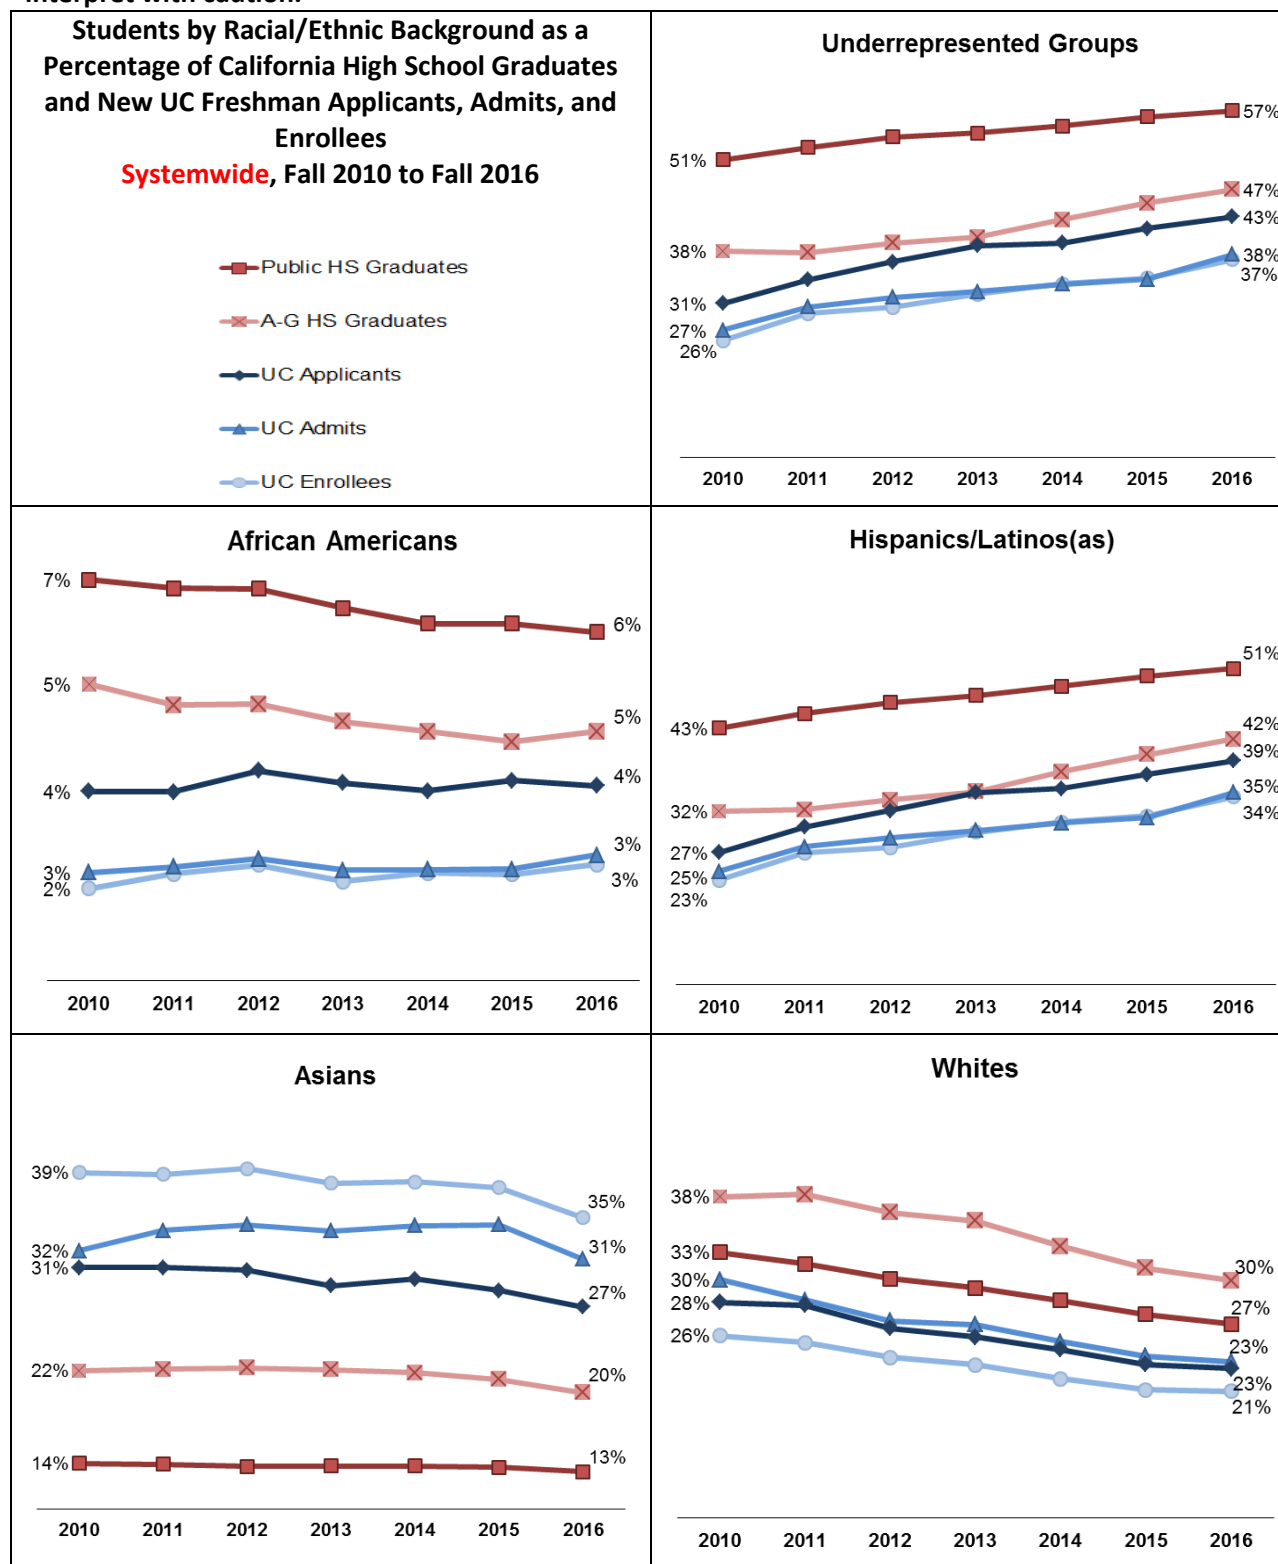 interpret with caution.
Students by Racial/Ethnic Background as a
Percentage of California High School Graduates
and New UC Freshman Applicants, Admits, and
Enrollees
Systemwide, Fall 2010 to Fall 2016
Public HS Graduates
A-G HS Graduates
UC Applicants
UC Admits
UC Enrollees
Underrepresented Groups
57%
51%
47%
43%
38%
38%
37%
31%
27%
26%
2010 2011 2012 2013 2014 2015 2016
African Americans
7%
6%
5%
5%
4%
4%
3%
3%
3%
2%
2010 2011 2012 2013 2014 2015 2016
Hispanics/Latinos(as)
51%
43%
42%
39%
35%
32%
34%
27%
25%
23%
2010 2011 2012 2013 2014 2015 2016
Asians
39%
35%
32%
31%
31%
27%
22%
20%
14%
13%
2010 2011 2012 2013 2014 2015 2016
Whites
38%
33%
30%
30%
28%
27%
26%
23%
23%
21%
2010 2011 2012 2013 2014 2015 2016